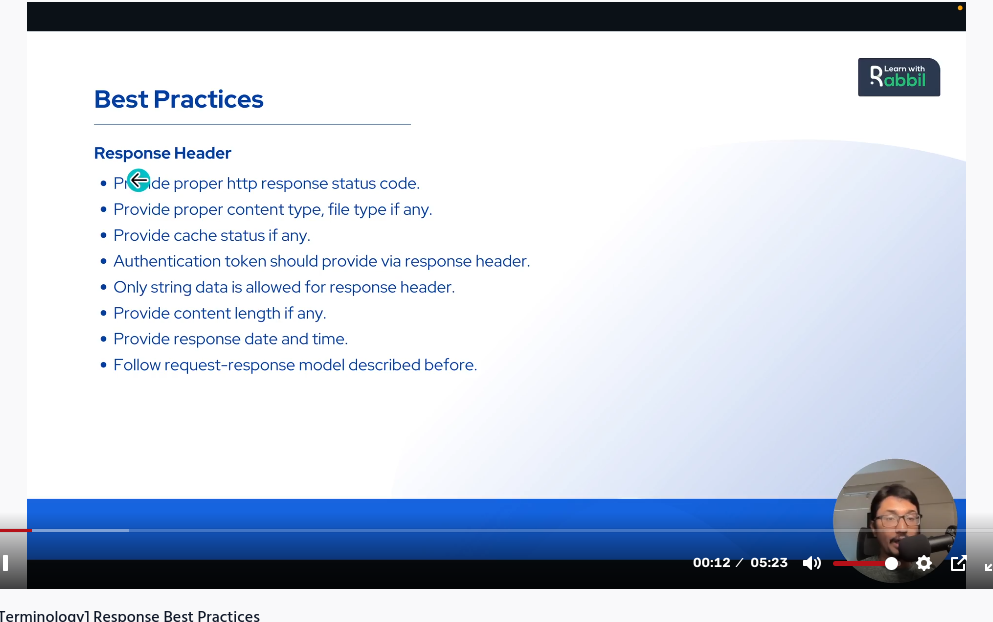 Learn with
Rabbil
Best Practices
Response Header
• Provide proper http response status code.
• Provide proper content type, file type if any.
• Provide cache status if any.
• Authentication token should provide via response header.
• Only string data is allowed for response header.
• Provide content length if any.
• Provide response date and time.
• Follow request-response model described before.
00:12 / 05:23
Terminology] Response Best Practices